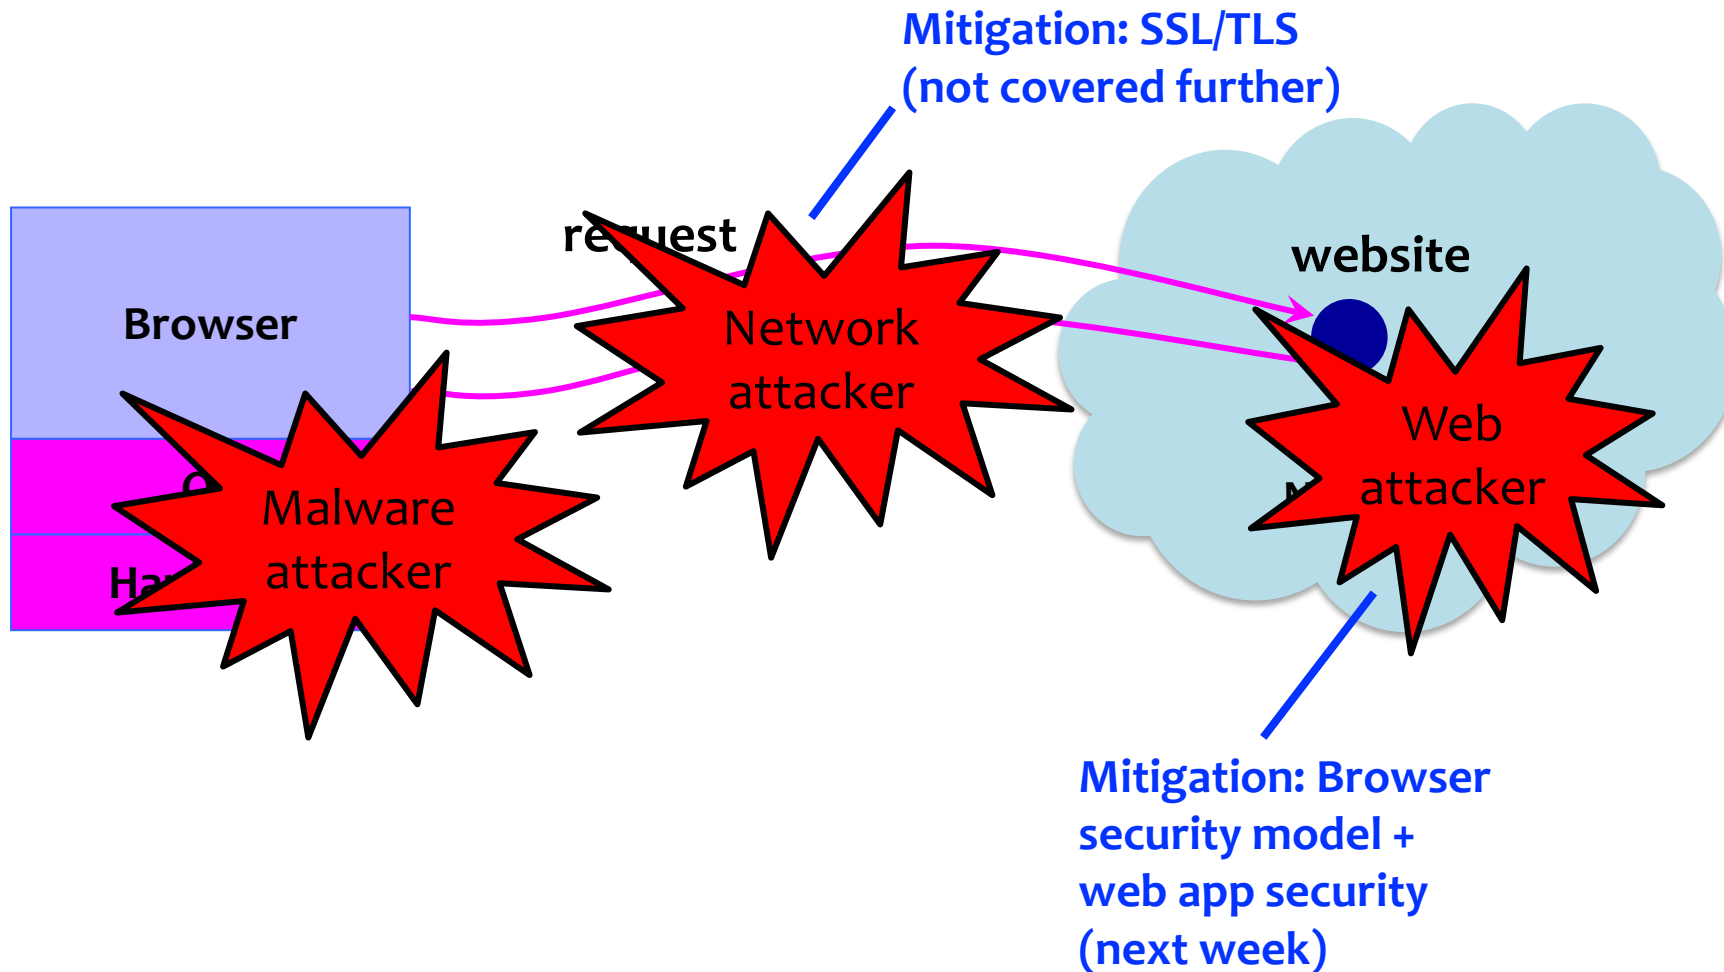 Mitigation: SSL/TLS
(not covered further)
request
website
Browser
Network
attacker
Web
attacker
Malware
attacker
Mitigation: Browser
security model +
web app security
(next week)